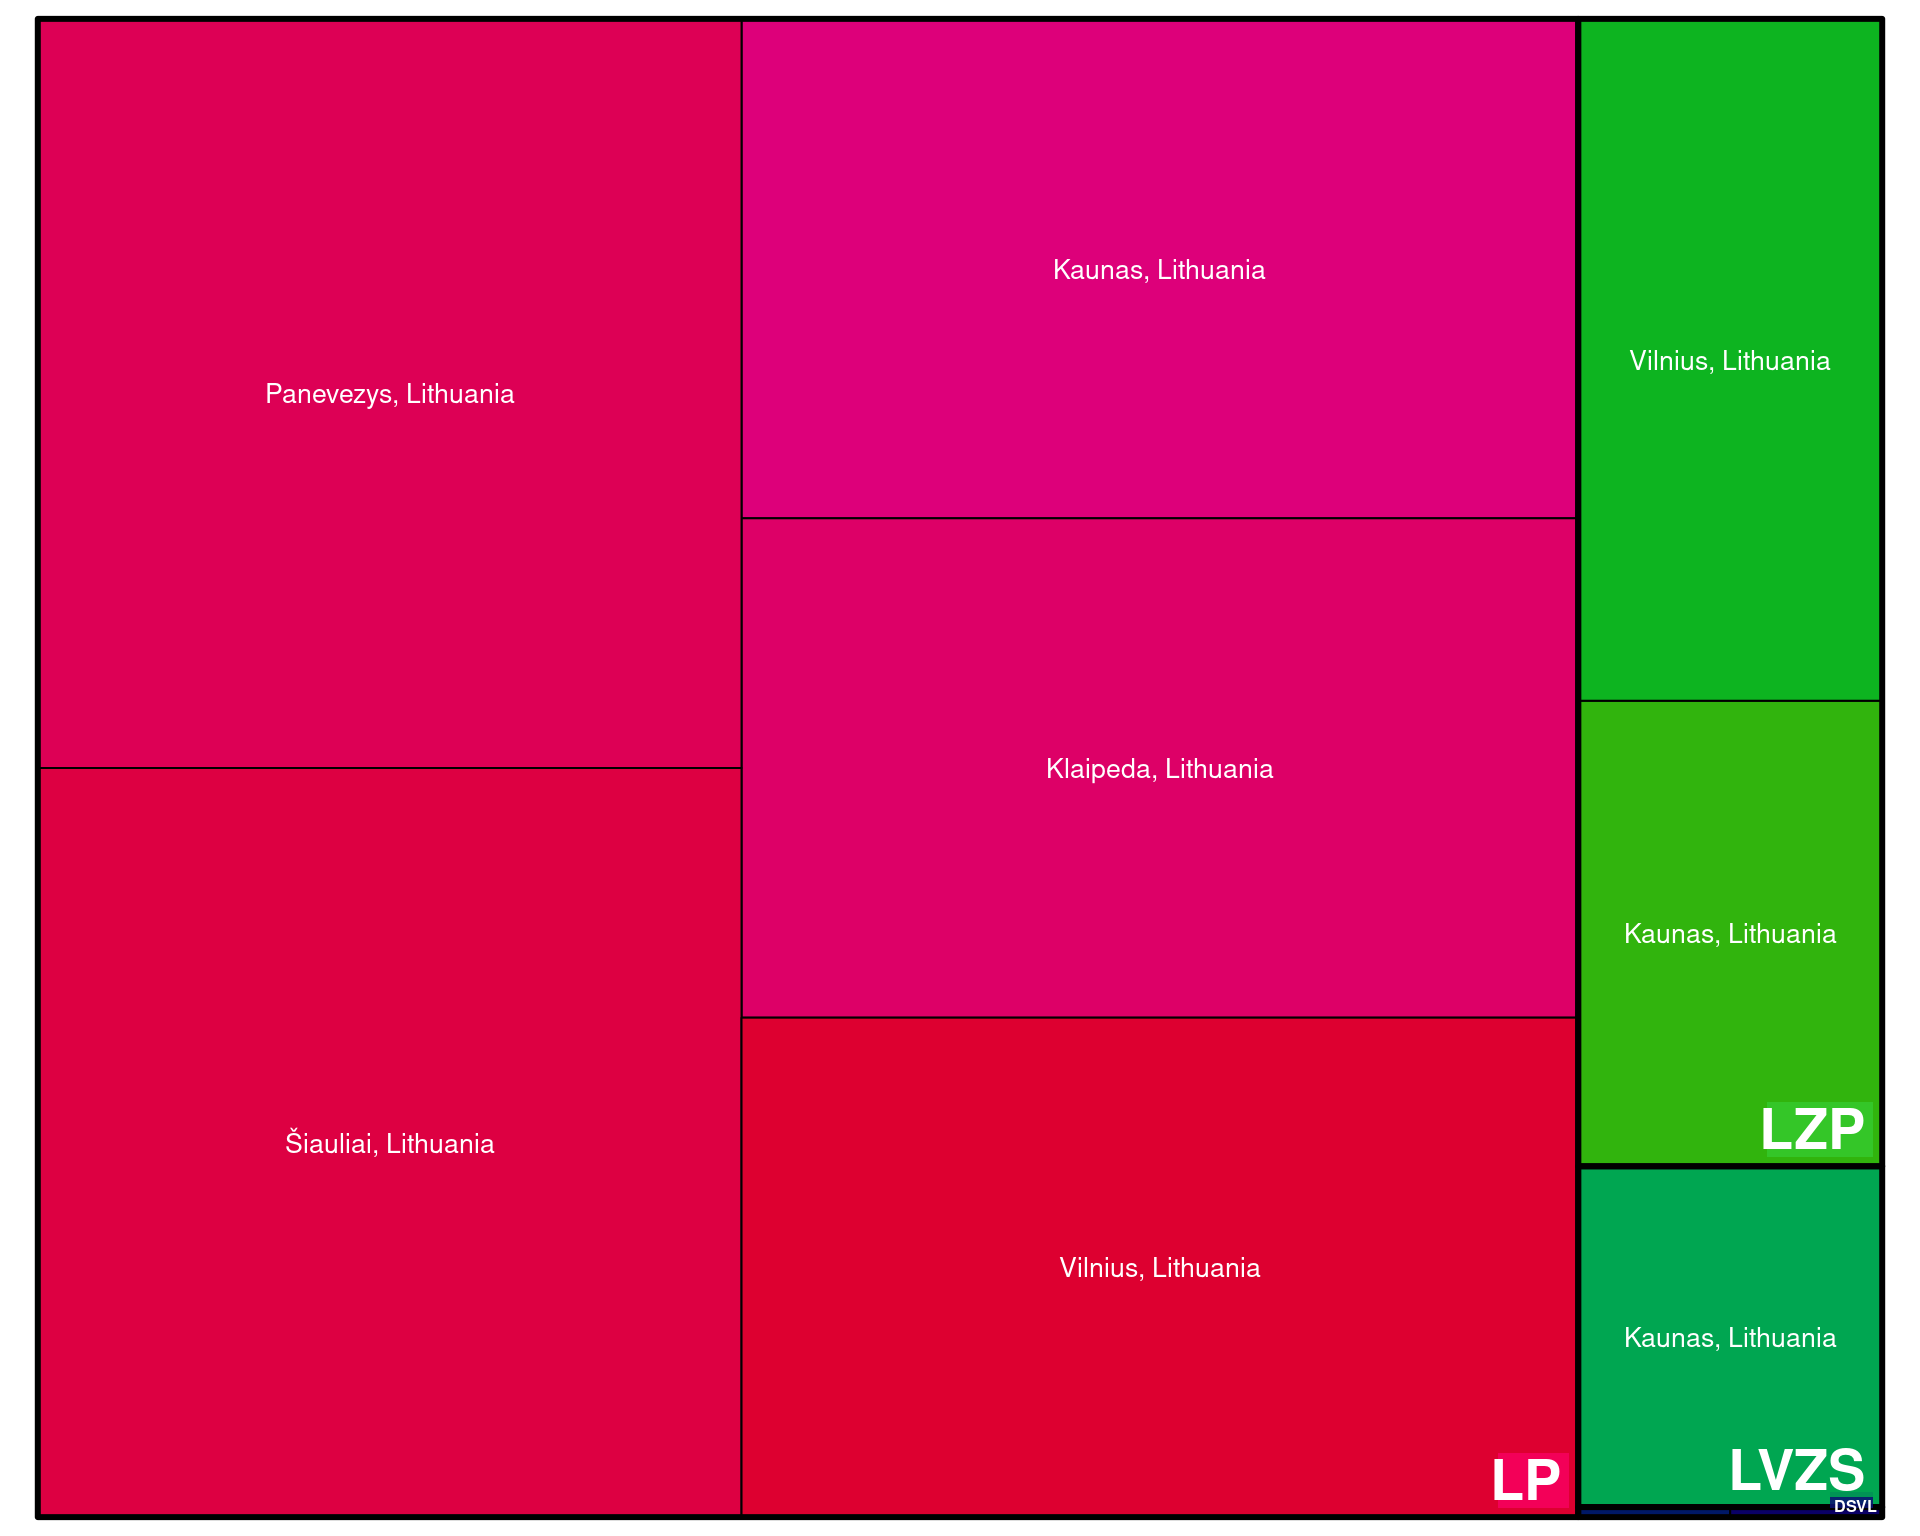 Panevezys, Lithuania
Šiauliai, Lithuania
Kaunas, Lithuania
Klaipeda, Lithuania
Vilnius, Lithuania
LP
Vilnius, Lithuania
Kaunas, Lithuania
LZP
Kaunas, Lithuania
LVZS
DSVL